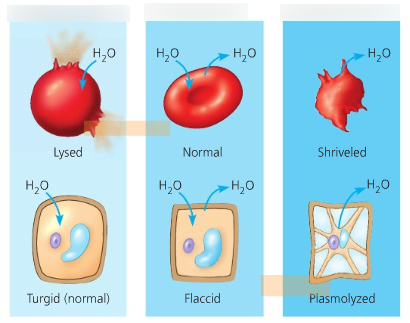 H₂O
H₂O
H₂O
H₂O
Lysed
Normal
Shriveled
H₂O
H₂O
H₂O
H₂O
Turgid (normal)
Flaccid
Plasmolyzed